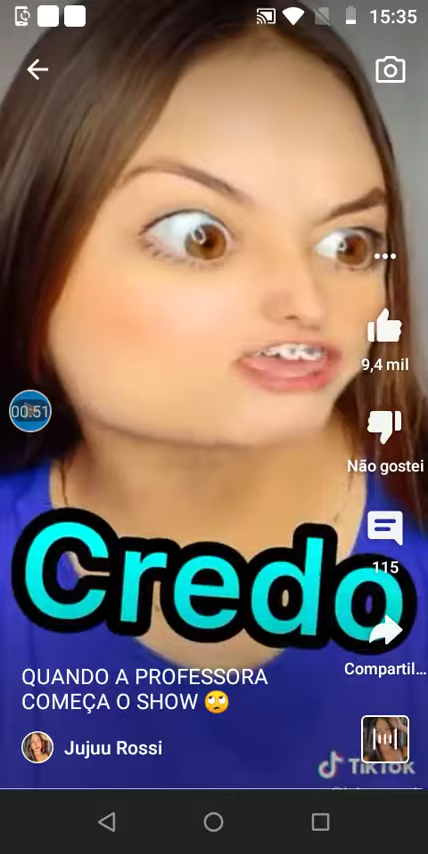 15:35
9,4 mil
00:51
Não gostei
Credo
115
Compartil...
QUANDO A PROFESSORA
COMEÇA O SHOW 🙄
Jujuu Rossi
TikTok